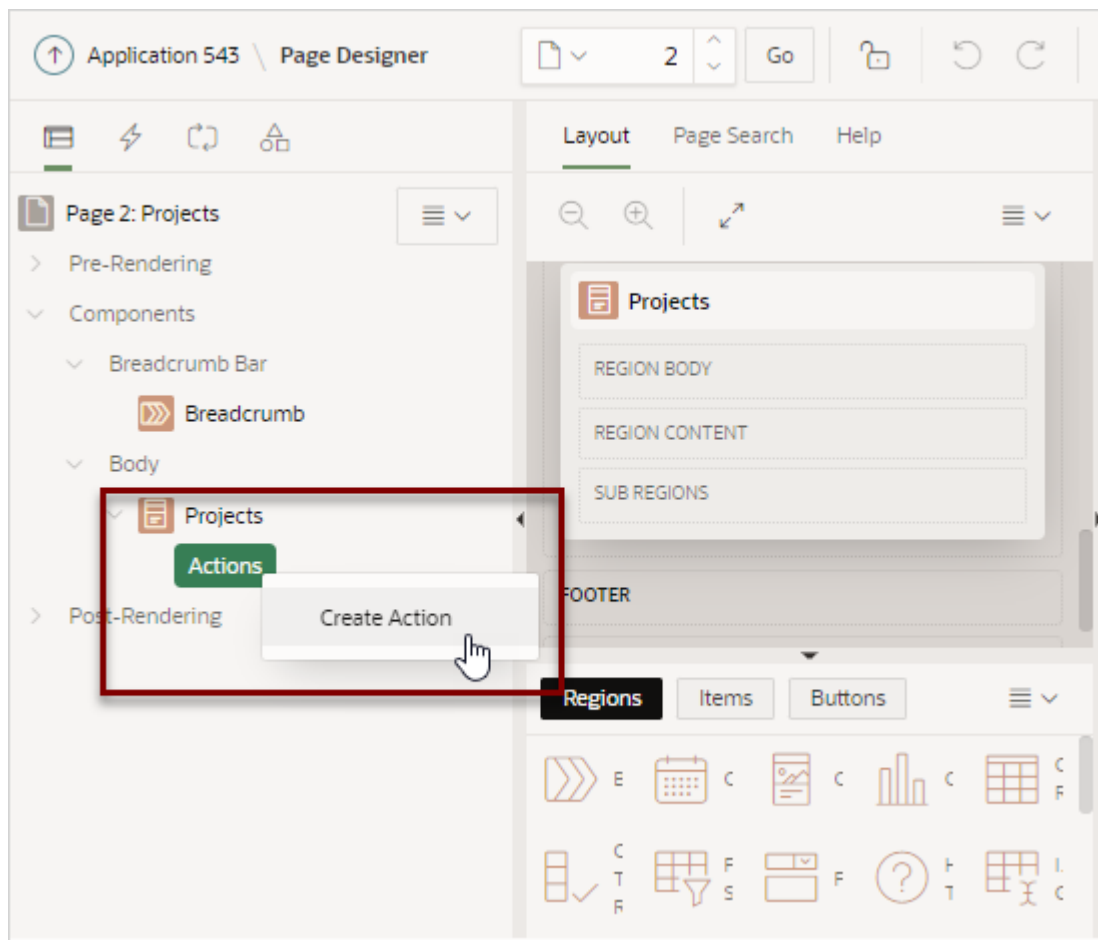 Application 543 \ Page Designer
2
Go
Layout
Page Search
Help
Page 2: Projects
Pre-Rendering
Components
Breadcrumb Bar
Breadcrumb
Body
Projects
Actions
Create Action
Post-Rendering
Projects
REGION BODY
REGION CONTENT
SUB REGIONS
FOOTER
Regions
Items
Buttons